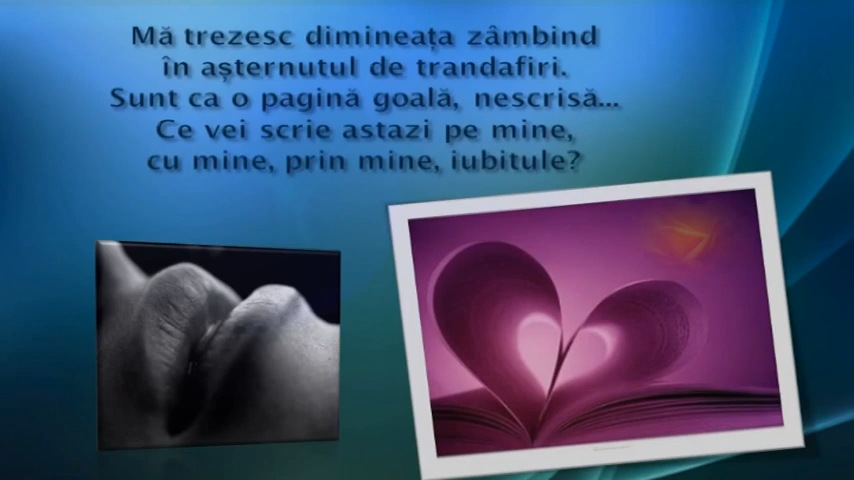 Mă trezesc dimineața zâmbind
în așternutul de trandafiri.
Sunt ca o pagină goală, nescrisă...
Ce vei scrie astazi pe mine,
cu mine, prin mine, iubitule?